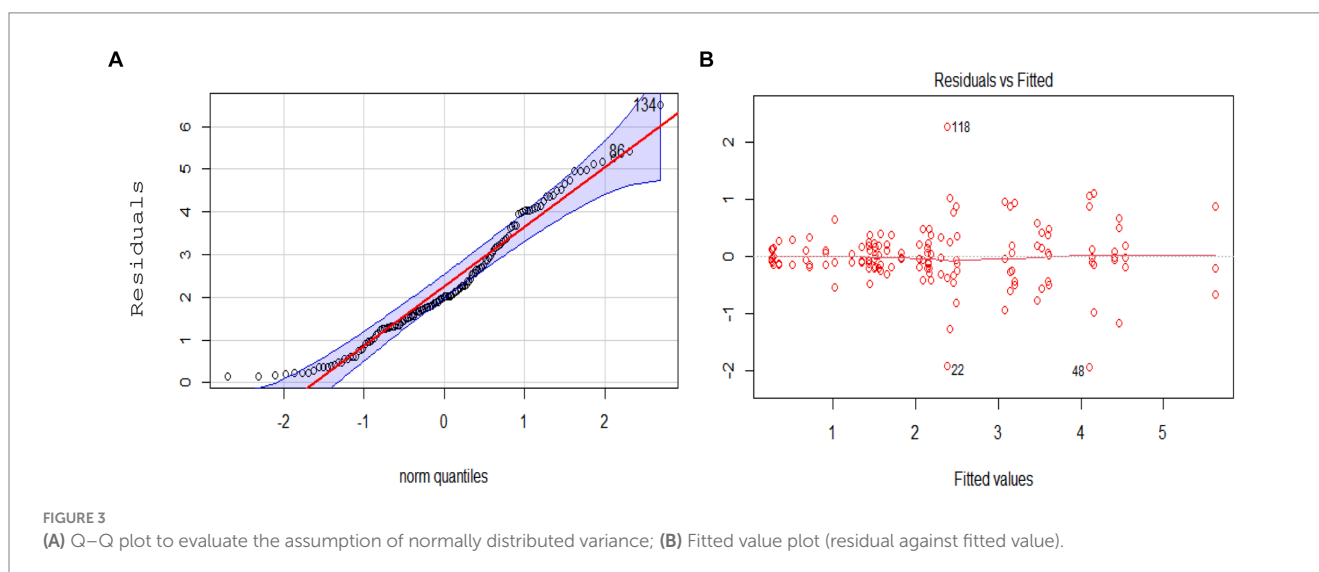 A
Residuals
6
5
4
3
2
1
0
134
86
-2 -1 0 1 2
norm quantiles
B
Residuals vs Fitted
2
1
0
-1
-2
118
22
48
1 2 3 4 5
Fitted values
FIGURE 3
(A) Q–Q plot to evaluate the assumption of normally distributed variance; (B) Fitted value plot (residual against fitted value).